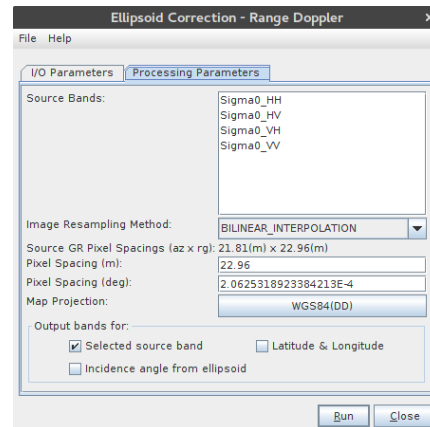 Ellipsoid Correction - Range Doppler
File Help
I/O Parameters Processing Parameters
Source Bands:
Sigma0_HH
Sigma0_HV
Sigma0_VH
Sigma0_VV
Image Resampling Method: BILINEAR_INTERPOLATION
Source GR Pixel Spacings (az x rg): 21.81(m) x 22.96(m)
Pixel Spacing (m): 22.96
Pixel Spacing (deg): 2.0625318923384213E-4
Map Projection: WGS84(DD)
Output bands for:
Selected source band Latitude & Longitude
Incidence angle from ellipsoid
Run Close